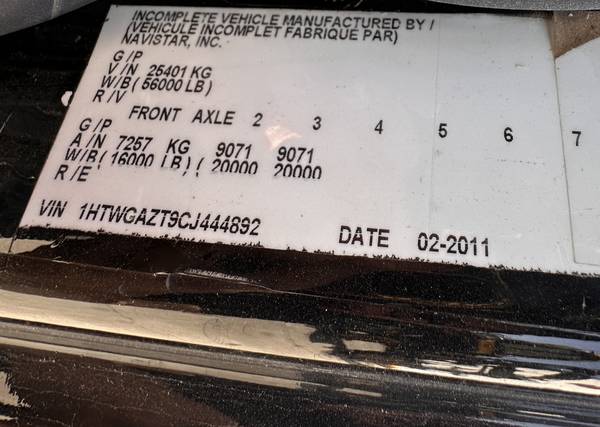 INCOMPLETE VEHICLE MANUFACTURED BY /
(VEHICULE INCOMPLET FABRIQUE PAR)
NAVISTAR, INC.
G / P
V / N 25401 KG
W/B ( 56000 LB )
R / V
FRONT AXLE 2 3 4 5 6 7
G / P
A / N 7257 KG 9071 9071
W/B( 16000 LB ) ( 20000 20000
R / E
VIN 1HTWGAZT9CJ444892 DATE 02-2011